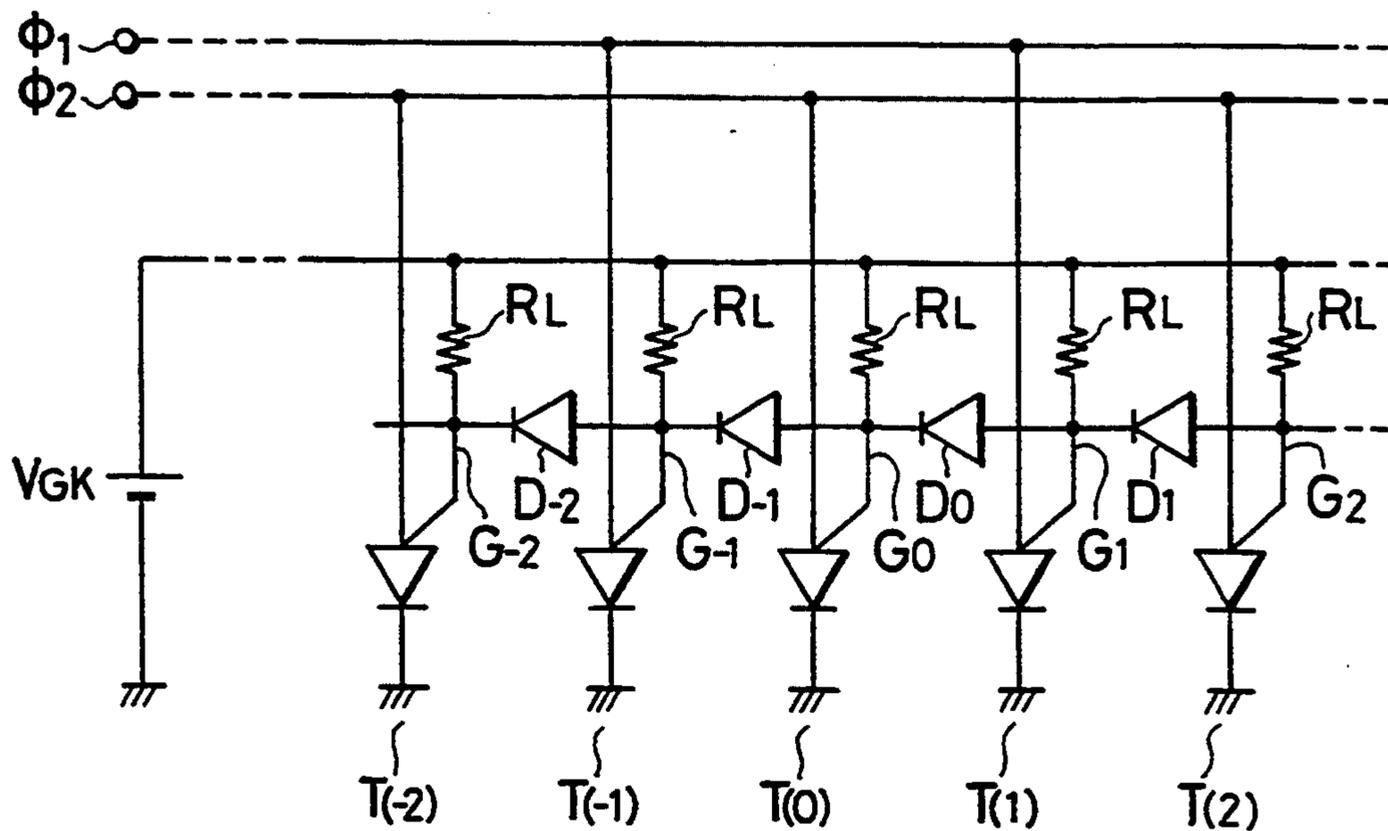 Φ1
Φ2
RL RL RL RL RL
VGK
D-2 D-1 D0 D1
G-2 G-1 G0 G1 G2
T(-2) T(-1) T(0) T(1) T(2)